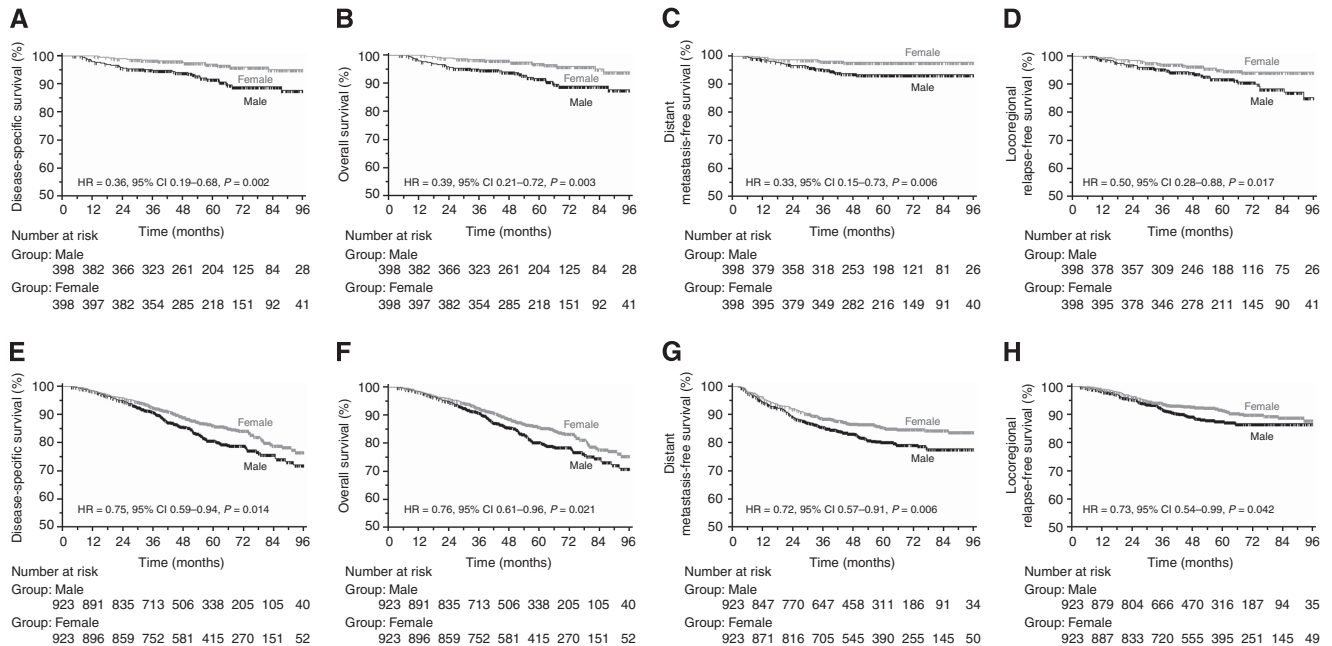 A
Disease-specific survival (%)
100
90
80
70
60
50
Female
Male
HR = 0.36, 95% CI 0.19–0.68, P = 0.002
0 12 24 36 48 60 72 84 96
Time (months)
Number at risk
Group: Male
398 382 366 323 261 204 125 84 28
Group: Female
398 397 382 354 285 218 151 92 41
B
Overall survival (%)
100
90
80
70
60
50
Female
Male
HR = 0.39, 95% CI 0.21–0.72, P = 0.003
0 12 24 36 48 60 72 84 96
Time (months)
Number at risk
Group: Male
398 382 366 323 261 204 125 84 28
Group: Female
398 397 382 354 285 218 151 92 41
C
Distant
metastasis-free survival (%)
100
90
80
70
60
50
Female
Male
HR = 0.33, 95% CI 0.15–0.73, P = 0.006
0 12 24 36 48 60 72 84 96
Time (months)
Number at risk
Group: Male
398 379 358 318 253 198 121 81 26
Group: Female
398 395 379 349 282 216 149 91 40
D
Locoregional
relapse-free survival (%)
100
90
80
70
60
50
Female
Male
HR = 0.50, 95% CI 0.28–0.88, P = 0.017
0 12 24 36 48 60 72 84 96
Time (months)
Number at risk
Group: Male
398 378 357 309 246 188 116 75 26
Group: Female
398 395 378 346 278 211 145 90 41
E
Disease-specific survival (%)
100
90
80
70
60
50
Female
Male
HR = 0.75, 95% CI 0.59–0.94, P = 0.014
0 12 24 36 48 60 72 84 96
Time (months)
Number at risk
Group: Male
923 891 835 713 506 338 205 105 40
Group: Female
923 896 859 752 581 415 270 151 52
F
Overall survival (%)
100
90
80
70
60
50
Female
Male
HR = 0.76, 95% CI 0.61–0.96, P = 0.021
0 12 24 36 48 60 72 84 96
Time (months)
Number at risk
Group: Male
923 891 835 713 506 338 205 105 40
Group: Female
923 896 859 752 581 415 270 151 52
G
Distant
metastasis-free survival (%)
100
90
80
70
60
50
Female
Male
HR = 0.72, 95% CI 0.57–0.91, P = 0.006
0 12 24 36 48 60 72 84 96
Time (months)
Number at risk
Group: Male
923 847 770 647 458 311 186 91 34
Group: Female
923 871 816 705 545 390 255 145 50
H
Locoregional
relapse-free survival (%)
100
90
80
70
60
50
Female
Male
HR = 0.73, 95% CI 0.54–0.99, P = 0.042
0 12 24 36 48 60 72 84 96
Time (months)
Number at risk
Group: Male
923 879 804 666 470 316 187 94 35
Group: Female
923 887 833 720 555 395 251 145 49